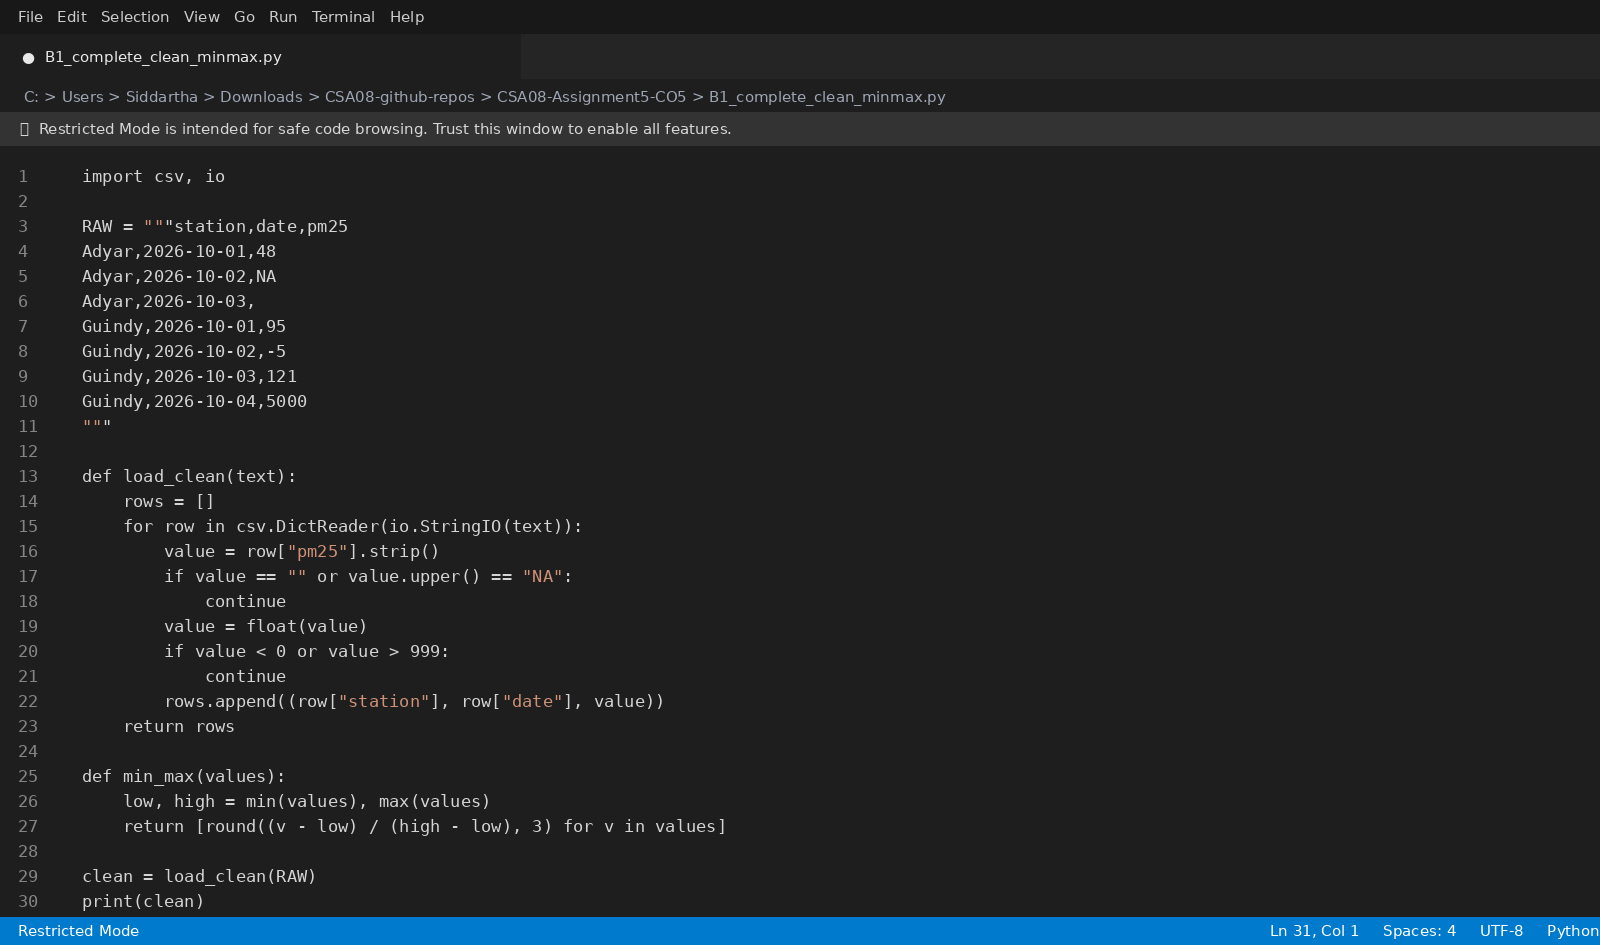 File Edit Selection View Go Run Terminal Help
● B1_complete_clean_minmax.py
C: > Users > Siddartha > Downloads > CSA08-github-repos > CSA08-Assignment5-CO5 > B1_complete_clean_minmax.py
Restricted Mode is intended for safe code browsing. Trust this window to enable all features.
1 import csv, io
2
3 RAW = """station,date,pm25
4 Adyar,2026-10-01,48
5 Adyar,2026-10-02,NA
6 Adyar,2026-10-03,
7 Guindy,2026-10-01,95
8 Guindy,2026-10-02,-5
9 Guindy,2026-10-03,121
10 Guindy,2026-10-04,5000
11 """
12
13 def load_clean(text):
14     rows = []
15     for row in csv.DictReader(io.StringIO(text)):
16         value = row["pm25"].strip()
17         if value == "" or value.upper() == "NA":
18             continue
19         value = float(value)
20         if value < 0 or value > 999:
21             continue
22         rows.append((row["station"], row["date"], value))
23     return rows
24
25 def min_max(values):
26     low, high = min(values), max(values)
27     return [round((v - low) / (high - low), 3) for v in values]
28
29 clean = load_clean(RAW)
30 print(clean)
Restricted Mode Ln 31, Col 1 Spaces: 4 UTF-8 Python